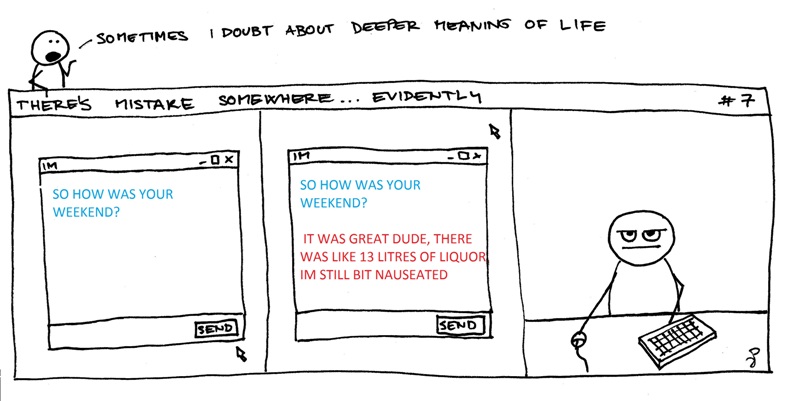 SOMETIMES I DOUBT ABOUT DEEPER MEANING OF LIFE
THERE'S MISTAKE SOMEWHERE... EVIDENTLY #7
IM
SO HOW WAS YOUR
WEEKEND?
SEND
IM
SO HOW WAS YOUR
WEEKEND?
IT WAS GREAT DUDE, THERE
WAS LIKE 13 LITRES OF LIQUOR,
IM STILL BIT NAUSEATED
SEND